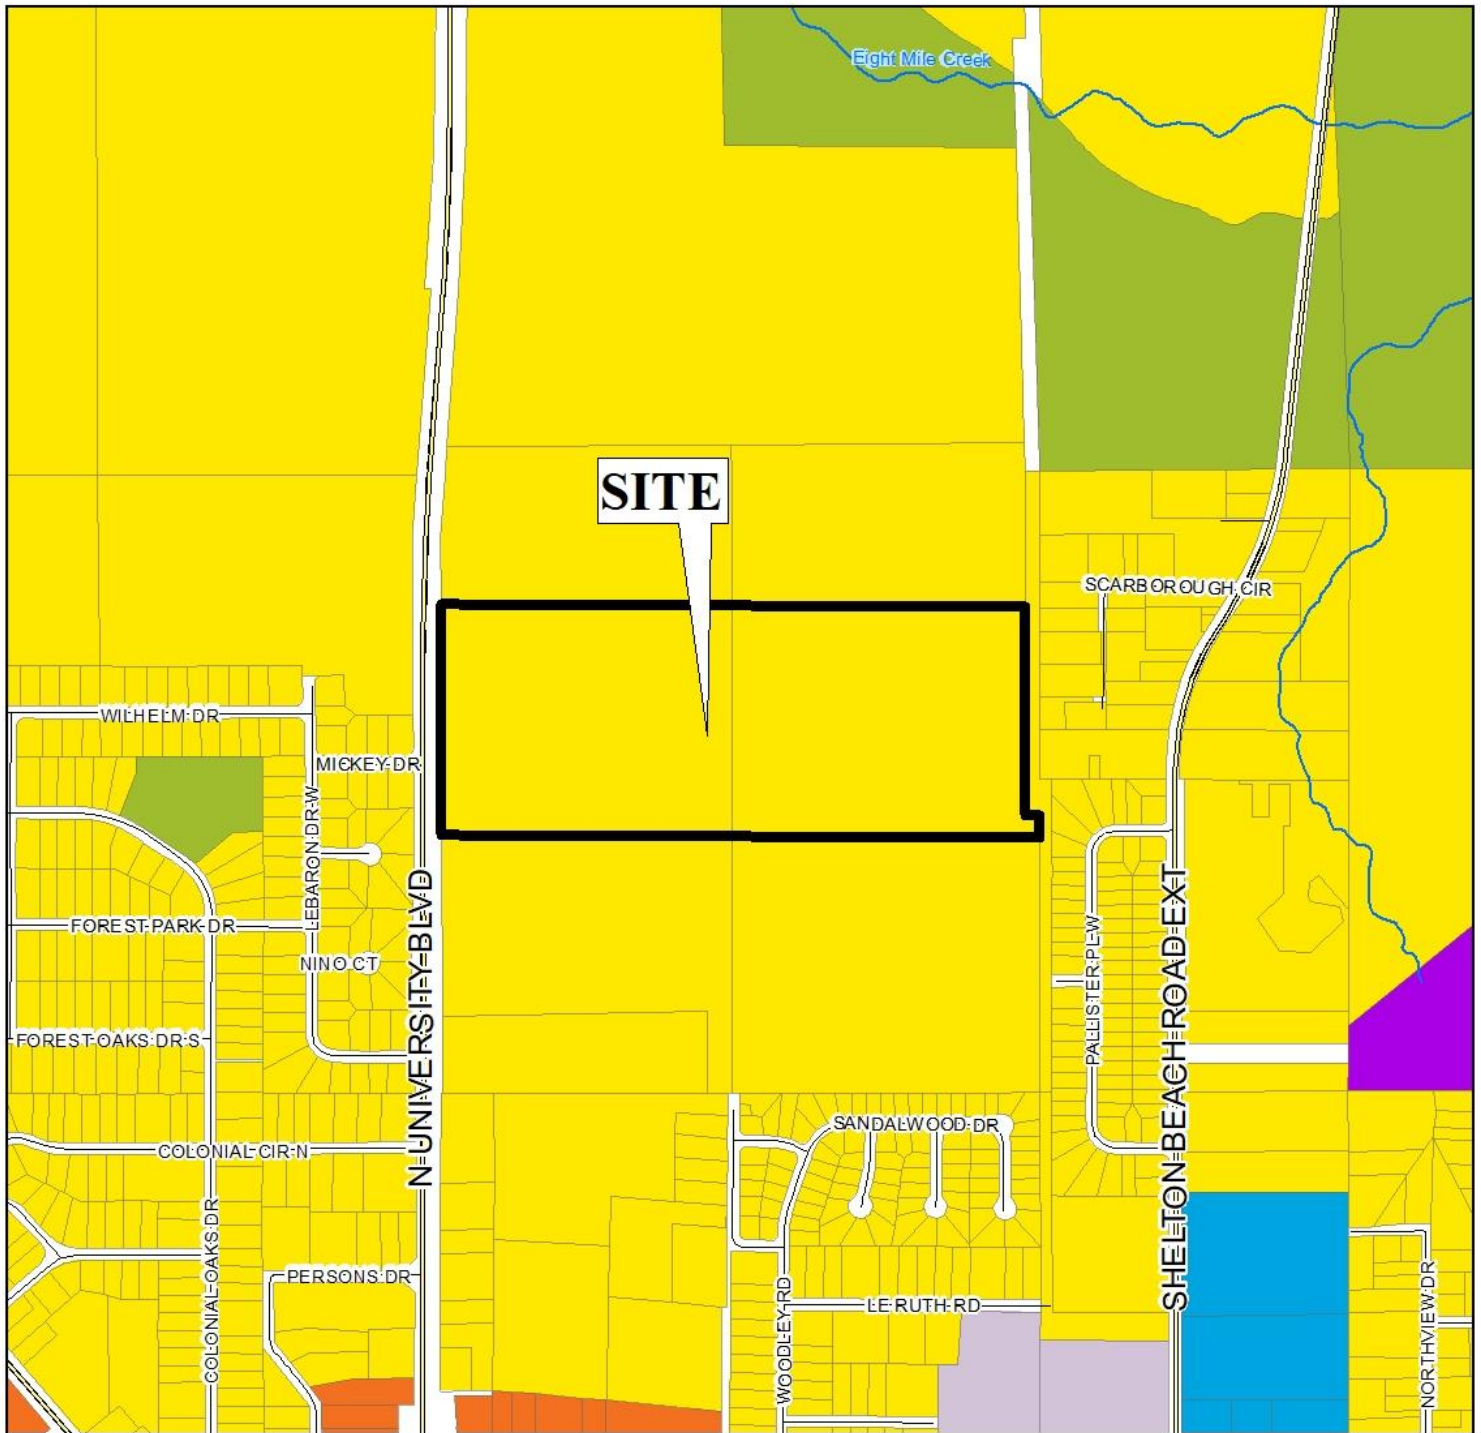 Eight Mile Creek
SITE
SCARBOROUGH CIR
WILHELM DR
MICKEY DR
LEBARON DR W
N UNIVERSITY BLVD
FOREST PARK DR
NINO CT
PALLISTER PL W
SHELTON BEACH ROAD EXT
FOREST OAKS DR S
SANDALWOOD DR
COLONIAL CIR N
COLONIAL OAKS DR
PERSONS DR
WOODLEY RD
LE RUTH RD
NORTHVIEW DR